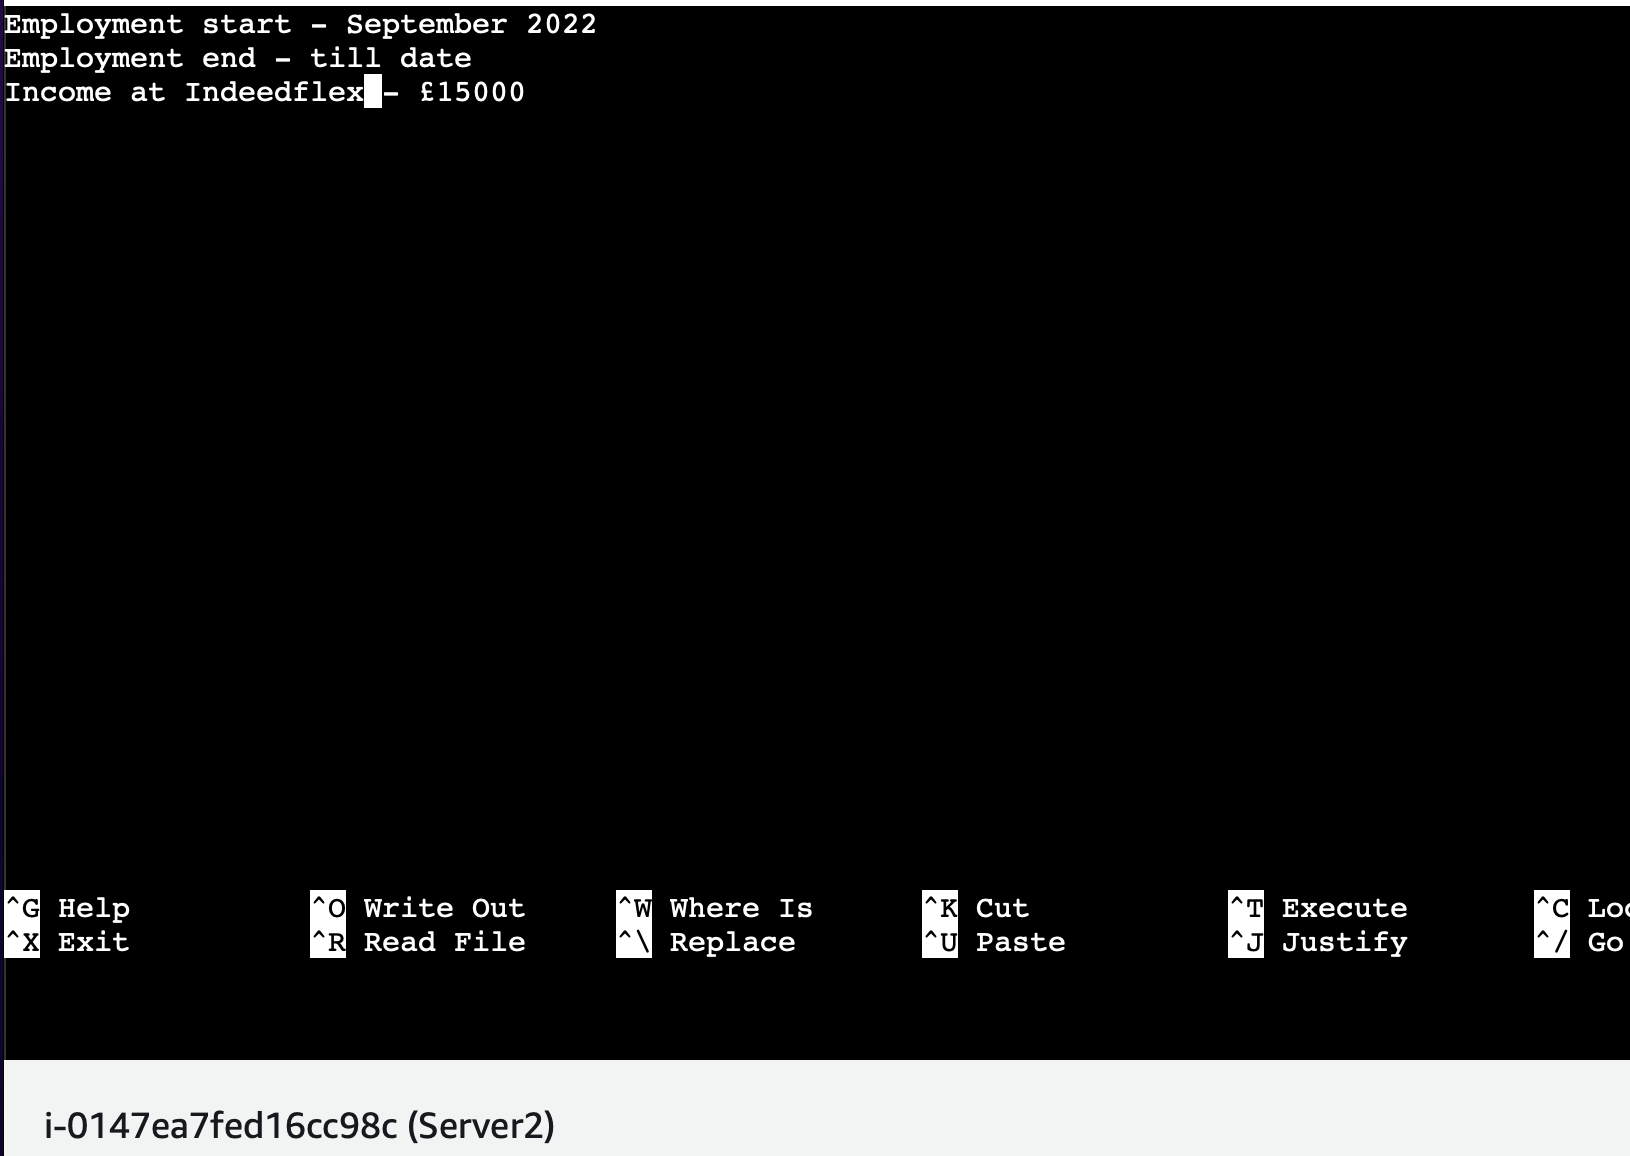 Employment start - September 2022
Employment end - till date
Income at Indeedflex - £15000
^G Help ^O Write Out ^W Where Is ^K Cut ^T Execute ^C
^X Exit ^R Read File ^\ Replace ^U Paste ^J Justify ^/ Go
i-0147ea7fed16cc98c (Server2)